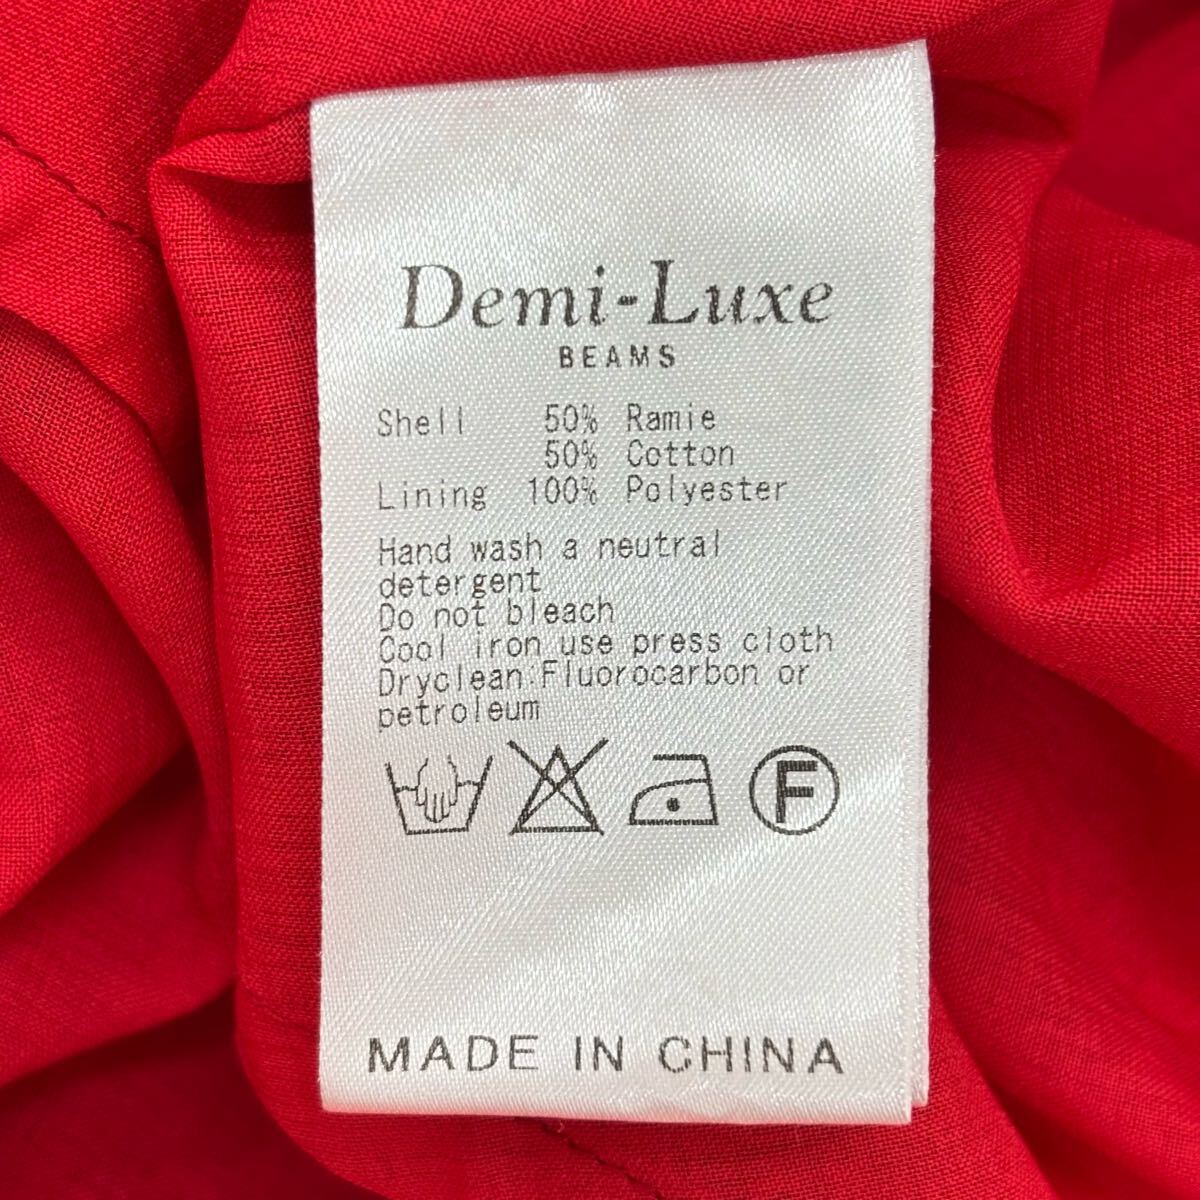 Demi-Luxe
BEAMS
Shell 50% Ramie
50% Cotton
Lining 100% Polyester
Hand wash a neutral
detergent
Do not bleach
Cool iron use press cloth
Dryclean:Fluorocarbon or
petroleum
F
MADE IN CHINA